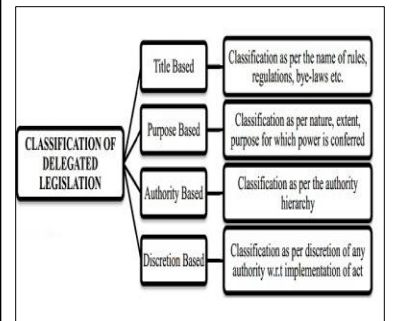 CLASSIFICATION OF
DELEGATED
LEGISLATION
Title Based
Classification as per the name of rules,
regulations, bye-laws etc.
Purpose Based
Classification as per nature, extent,
purpose for which power is conferred
Authority Based
Classification as per the authority
hierarchy
Discretion Based
Classification as per discretion of any
authority w.r.t implementation of act